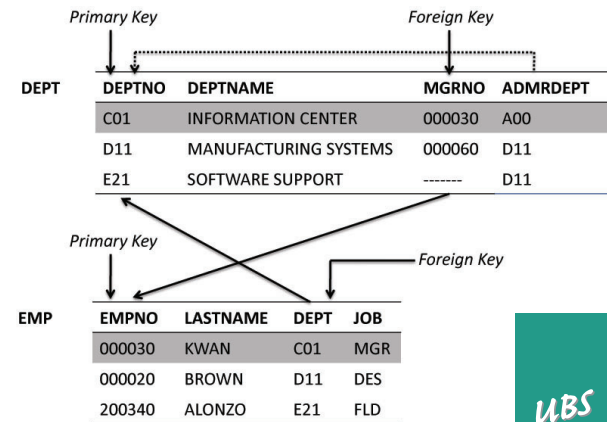 Primary Key Foreign Key
DEPT DEPTNO DEPTNAME MGRNO ADMRDEPT
C01 INFORMATION CENTER 000030 A00
D11 MANUFACTURING SYSTEMS 000060 D11
E21 SOFTWARE SUPPORT ------- D11
Primary Key
Foreign Key
EMP EMPNO LASTNAME DEPT JOB
000030 KWAN C01 MGR
000020 BROWN D11 DES
200340 ALONZO E21 FLD
UBS